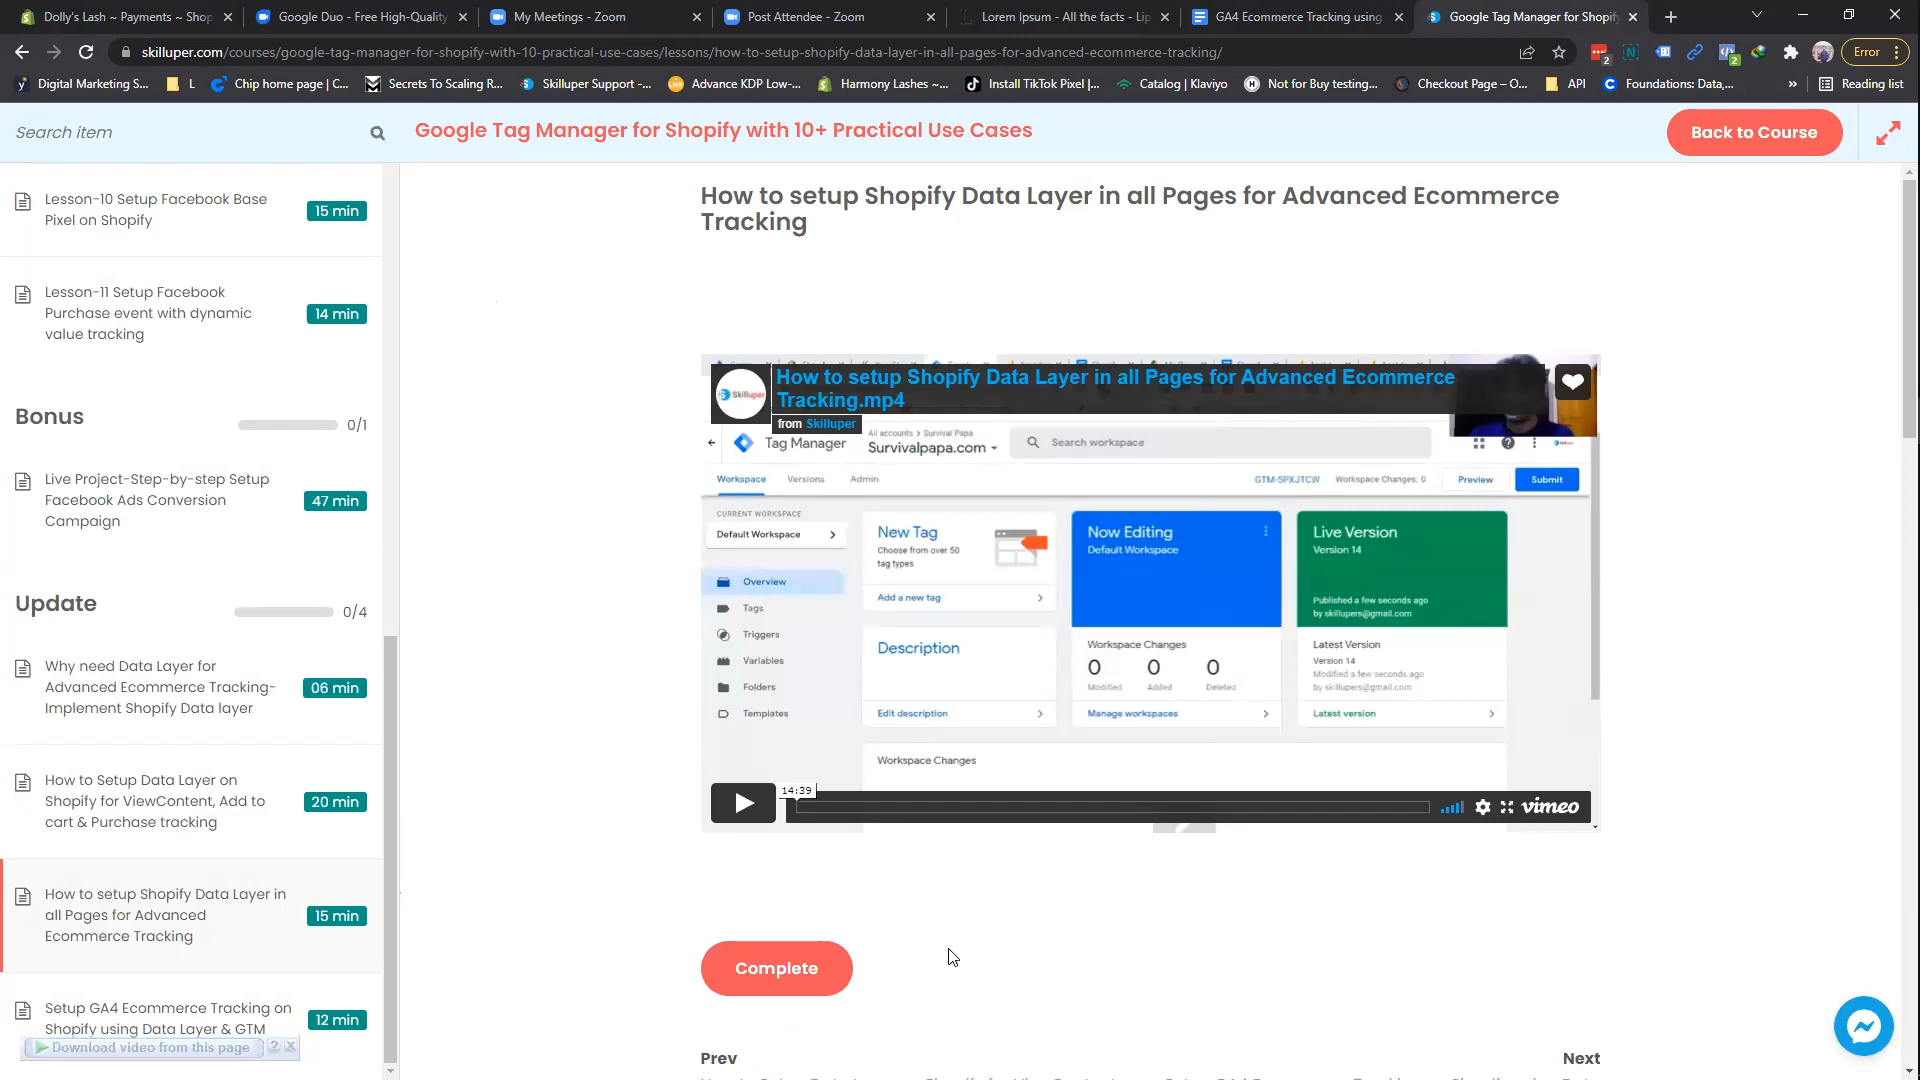 Dolly's Lash ~ Payments ~ Shop
Google Duo - Free High-Quality
My Meetings - Zoom
Post Attendee - Zoom
Lorem Ipsum - All the facts - Lip
GA4 Ecommerce Tracking using
Google Tag Manager for Shopify
skilluper.com/courses/google-tag-manager-for-shopify-with-10-practical-use-cases/lessons/how-to-setup-shopify-data-layer-in-all-pages-for-advanced-ecommerce-tracking/
2
2
Error
Digital Marketing S...
L
Chip home page | C...
Secrets To Scaling R...
Skilluper Support -...
Advance KDP Low-...
Harmony Lashes ~...
Install TikTok Pixel |...
Catalog | Klaviyo
Not for Buy testing...
Checkout Page – O...
API
Foundations: Data,...
»
Reading list
Search item
Google Tag Manager for Shopify with 10+ Practical Use Cases
Back to Course
Lesson-10 Setup Facebook Base
Pixel on Shopify
15 min
Lesson-11 Setup Facebook
Purchase event with dynamic
value tracking
14 min
Bonus
0/1
Live Project-Step-by-step Setup
Facebook Ads Conversion
Campaign
47 min
Update
0/4
Why need Data Layer for
Advanced Ecommerce Tracking-
Implement Shopify Data layer
06 min
How to Setup Data Layer on
Shopify for ViewContent, Add to
cart & Purchase tracking
20 min
How to setup Shopify Data Layer in
all Pages for Advanced
Ecommerce Tracking
15 min
Setup GA4 Ecommerce Tracking on
Shopify using Data Layer & GTM
12 min
Download video from this page
How to setup Shopify Data Layer in all Pages for Advanced Ecommerce
Tracking
Skilluper
How to setup Shopify Data Layer in all Pages for Advanced Ecommerce
Tracking.mp4
from Skilluper
Tag Manager
All accounts > Survival Papa
Survivalpapa.com
Search workspace
Workspace
Versions
Admin
GTM-5PXJTCW
Workspace Changes: 0
Preview
Submit
CURRENT WORKSPACE
Default Workspace
Overview
Tags
Triggers
Variables
Folders
Templates
New Tag
Choose from over 50
tag types
Add a new tag
Description
Edit description
Now Editing
Default Workspace
Workspace Changes
0
0
0
Modified
Added
Deleted
Manage workspaces
Live Version
Version 14
Published a few seconds ago
by skillupers@gmail.com
Latest Version
Version 14
Modified a few seconds ago
by skillupers@gmail.com
Latest version
Workspace Changes
14:39
vimeo
Complete
Prev
Next